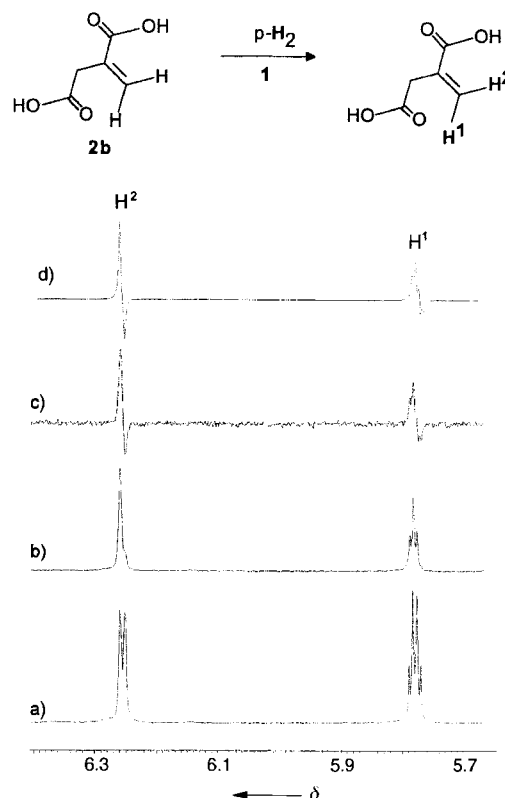 OH
O
HO
O
H
H
2b
p-H₂
1
OH
O
HO
O
H²
H¹
H²
H¹
d)
c)
b)
a)
6.3 6.1 5.9 5.7
δ